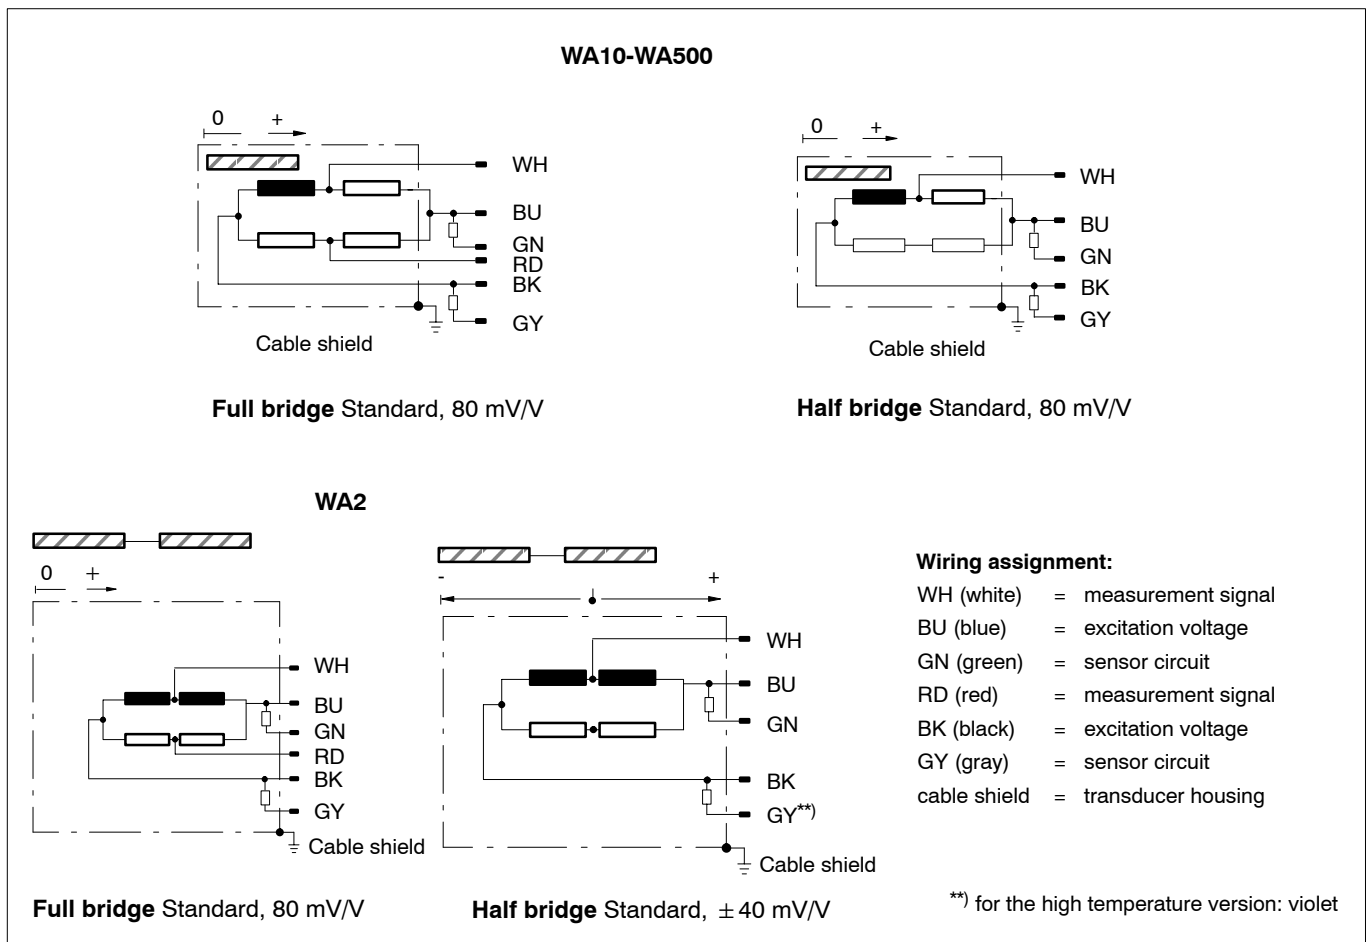 WA10-WA500
0 +
WH
BU
GN
RD
BK
GY
Cable shield
Full bridge Standard, 80 mV/V
0 +
WH
BU
GN
BK
GY
Cable shield
Half bridge Standard, 80 mV/V
WA2
0 +
WH
BU
GN
RD
BK
GY
Cable shield
Full bridge Standard, 80 mV/V
- +
WH
BU
GN
BK
GY**)
Cable shield
Half bridge Standard, ±40 mV/V
Wiring assignment:
WH (white) = measurement signal
BU (blue) = excitation voltage
GN (green) = sensor circuit
RD (red) = measurement signal
BK (black) = excitation voltage
GY (gray) = sensor circuit
cable shield = transducer housing
**) for the high temperature version: violet